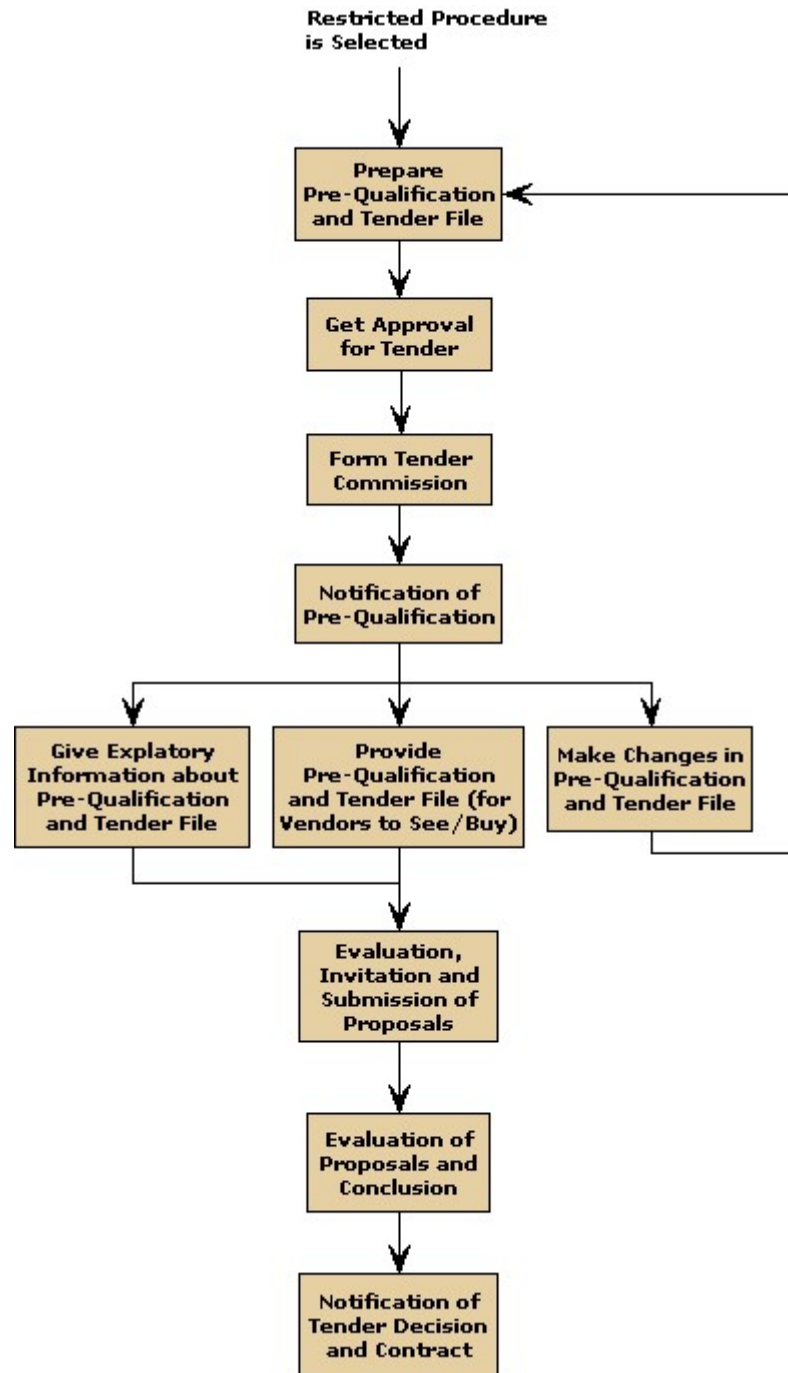 Restricted Procedure
is Selected
Prepare
Pre-Qualification
and Tender File
Get Approval
for Tender
Form Tender
Commission
Notification of
Pre-Qualification
Give Explatory
Information about
Pre-Qualification
and Tender File
Provide
Pre-Qualification
and Tender File (for
Vendors to See/Buy)
Make Changes in
Pre-Qualification
and Tender File
Evaluation,
Invitation and
Submission of
Proposals
Evaluation of
Proposals and
Conclusion
Notification of
Tender Decision
and Contract